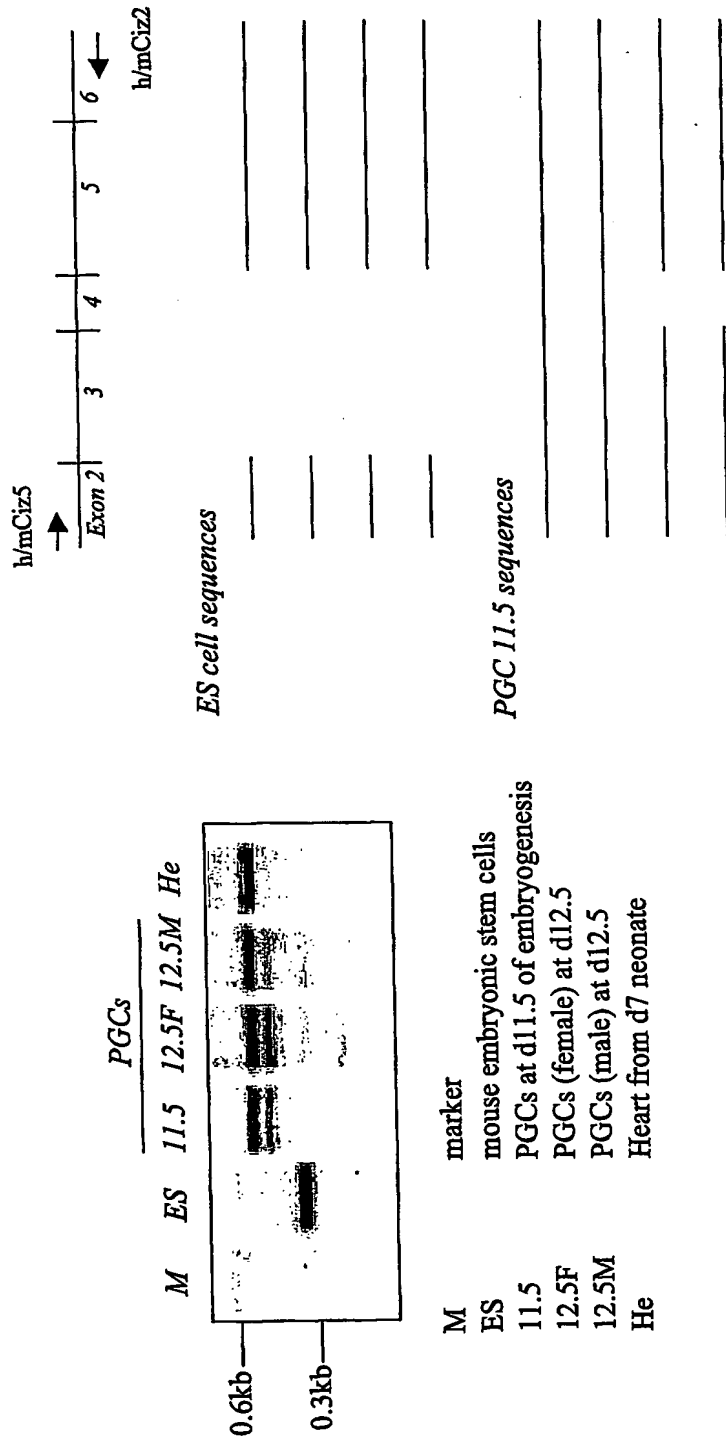 PGCs
M ES 11.5 12.5F 12.5M He
0.6kb
0.3kb
M marker
ES mouse embryonic stem cells
11.5 PGCs at d11.5 of embryogenesis
12.5F PGCs (female) at d12.5
12.5M PGCs (male) at d12.5
He Heart from d7 neonate
h/mCiz5
Exon 2 3 4 5 6
h/mCiz2
ES cell sequences
PGC 11.5 sequences